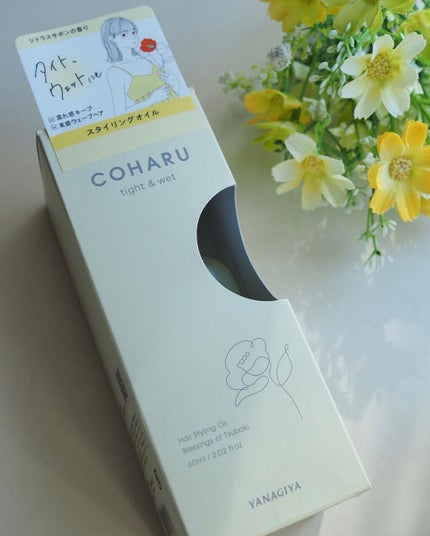 シトラスサボンの香り
タイト、
ウェットにも
濡れ感キープ
束感ウェーブヘア
スタイリングオイル
COHARU
tight & wet
Hair Styling Oil
Blessings of Tsubaki
60ml / 2.02 fl.oz
YANAGIYA